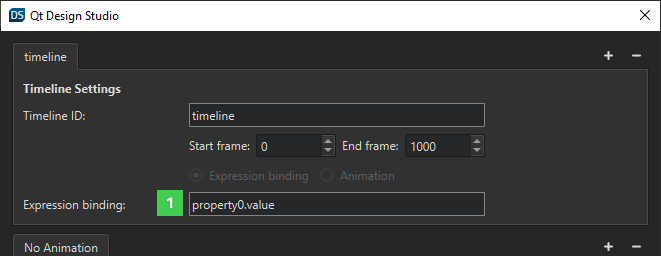 DS Qt Design Studio
timeline
Timeline Settings
Timeline ID: timeline
Start frame: 0 End frame: 1000
Expression binding Animation
Expression binding: 1 property0.value
No Animation